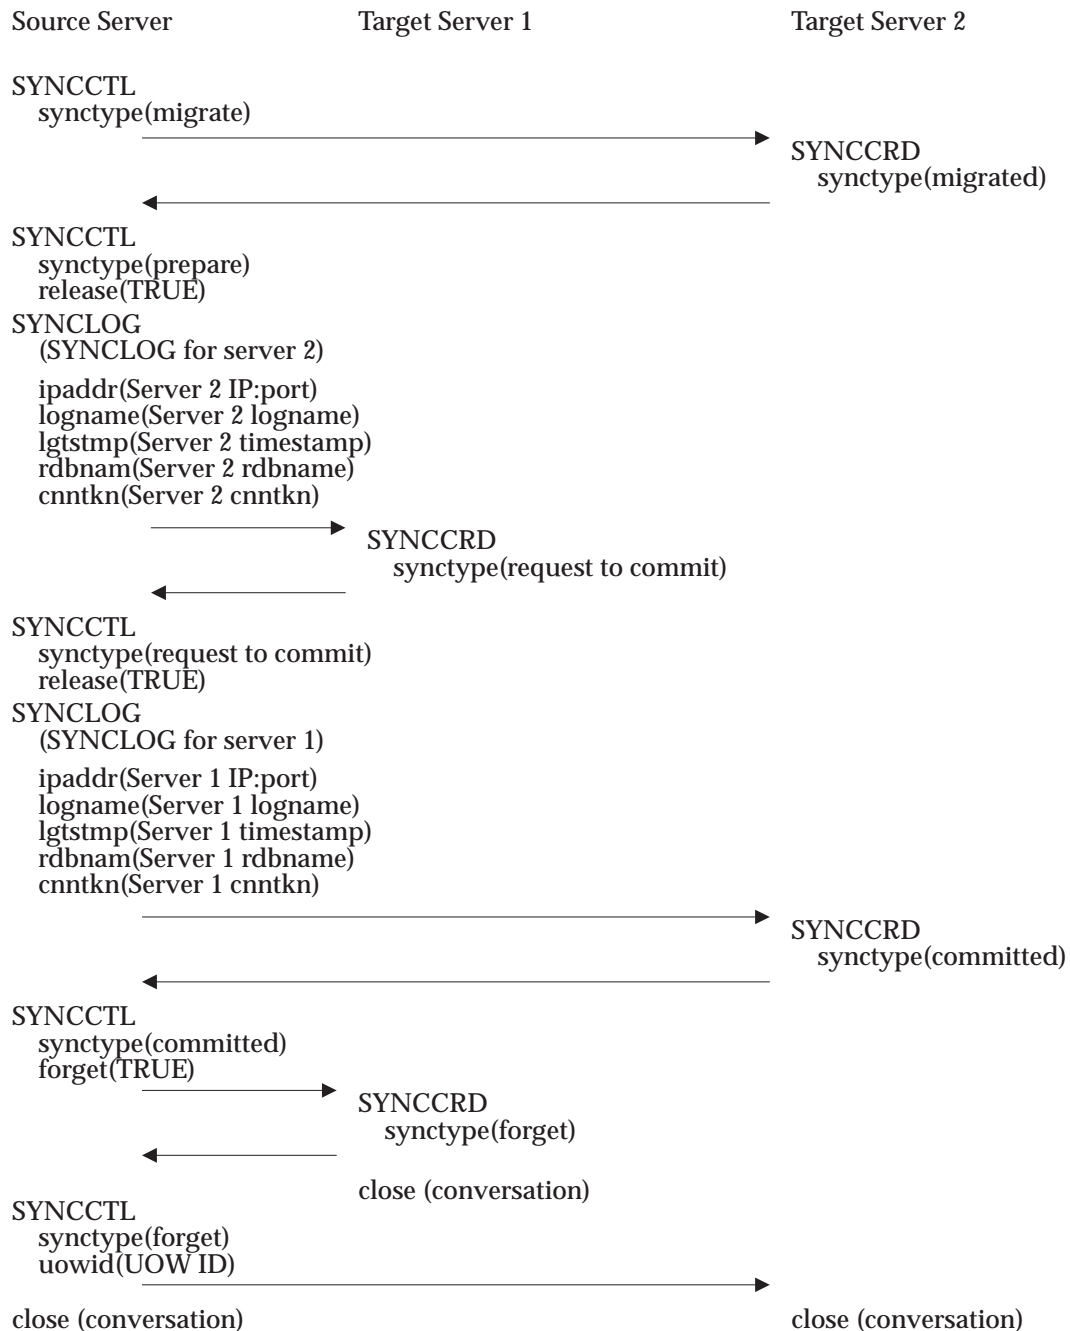 Source Server
Target Server 1
Target Server 2
SYNCCTL
synctype(migrate)
SYNCCRD
synctype(migrated)
SYNCCTL
synctype(prepare)
release(TRUE)
SYNCLOG
(SYNCLOG for server 2)
ipaddr(Server 2 IP:port)
logname(Server 2 logname)
lgtstmp(Server 2 timestamp)
rdbnam(Server 2 rdbname)
cnntkn(Server 2 cnntkn)
SYNCCRD
synctype(request to commit)
SYNCCTL
synctype(request to commit)
release(TRUE)
SYNCLOG
(SYNCLOG for server 1)
ipaddr(Server 1 IP:port)
logname(Server 1 logname)
lgtstmp(Server 1 timestamp)
rdbnam(Server 1 rdbname)
cnntkn(Server 1 cnntkn)
SYNCCRD
synctype(committed)
SYNCCTL
synctype(committed)
forget(TRUE)
SYNCCRD
synctype(forget)
close (conversation)
SYNCCTL
synctype(forget)
uowid(UOW ID)
close (conversation)
close (conversation)